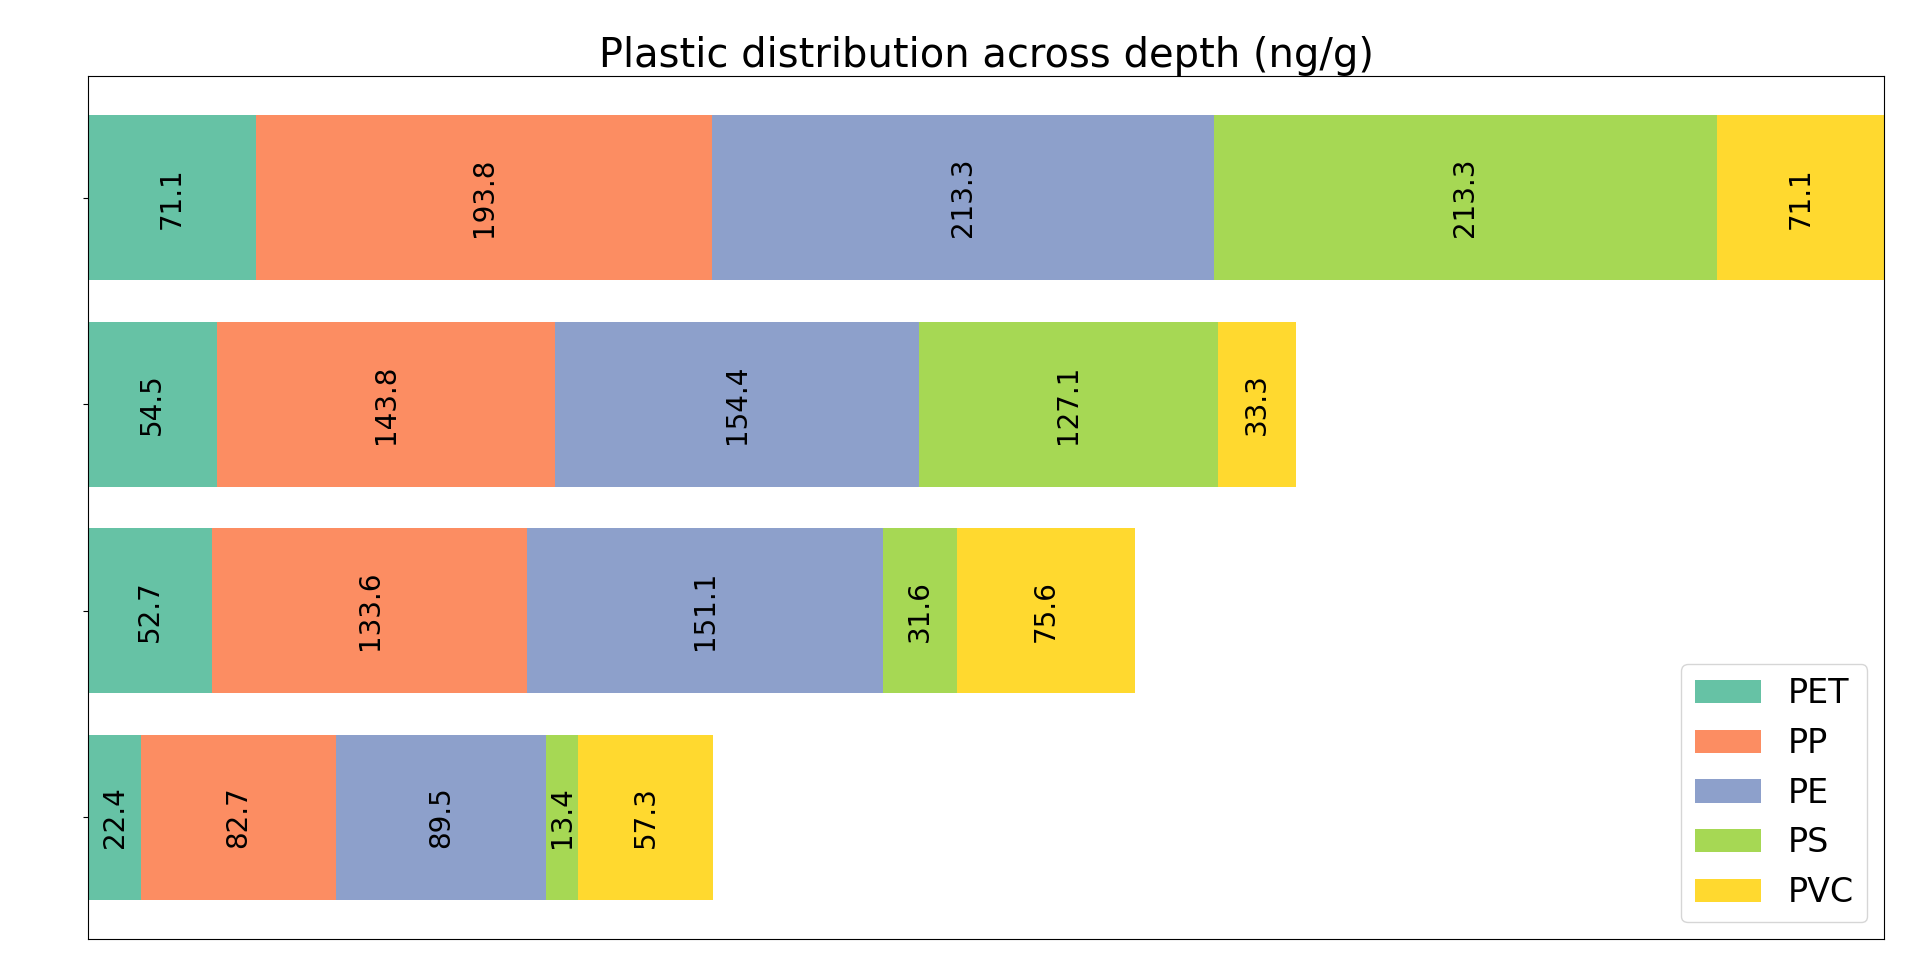 Plastic distribution across depth (ng/g)
71.1 193.8 213.3 213.3 71.1
54.5 143.8 154.4 127.1 33.3
52.7 133.6 151.1 31.6 75.6
22.4 82.7 89.5 13.4 57.3
PET
PP
PE
PS
PVC